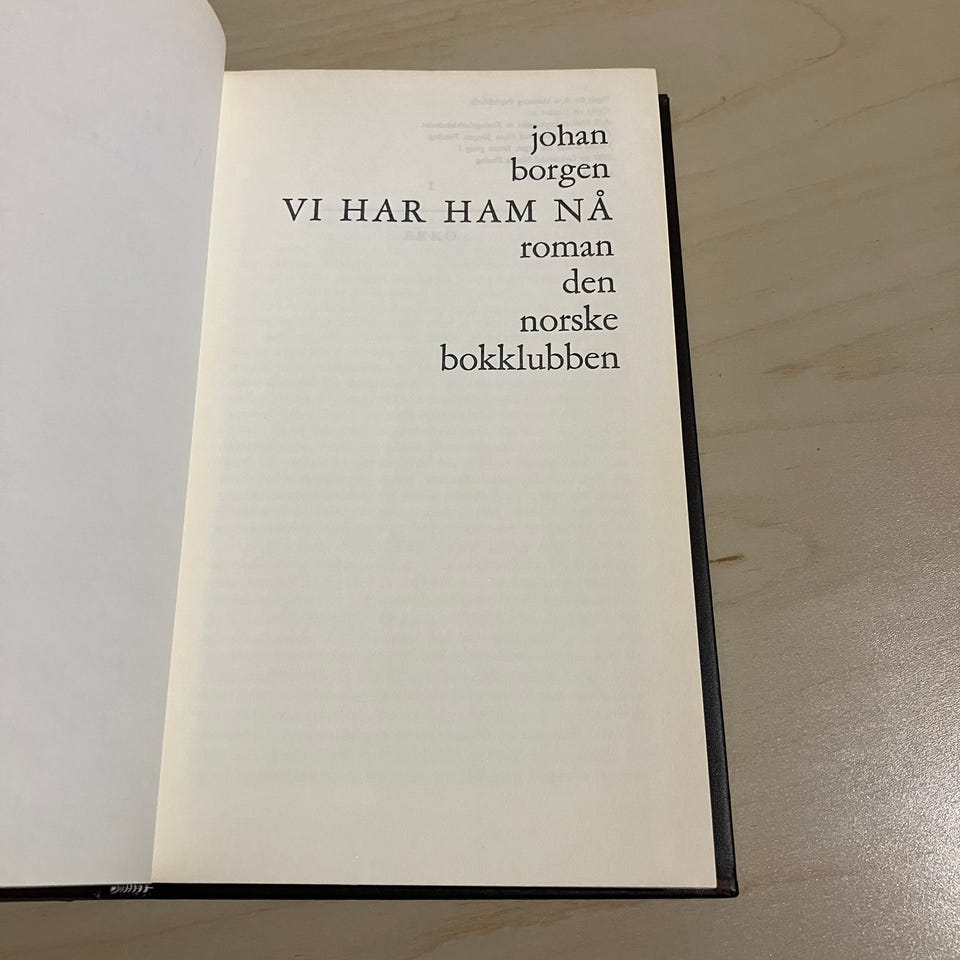 johan
borgen
VI HAR HAM NÅ
roman
den
norske
bokklubben